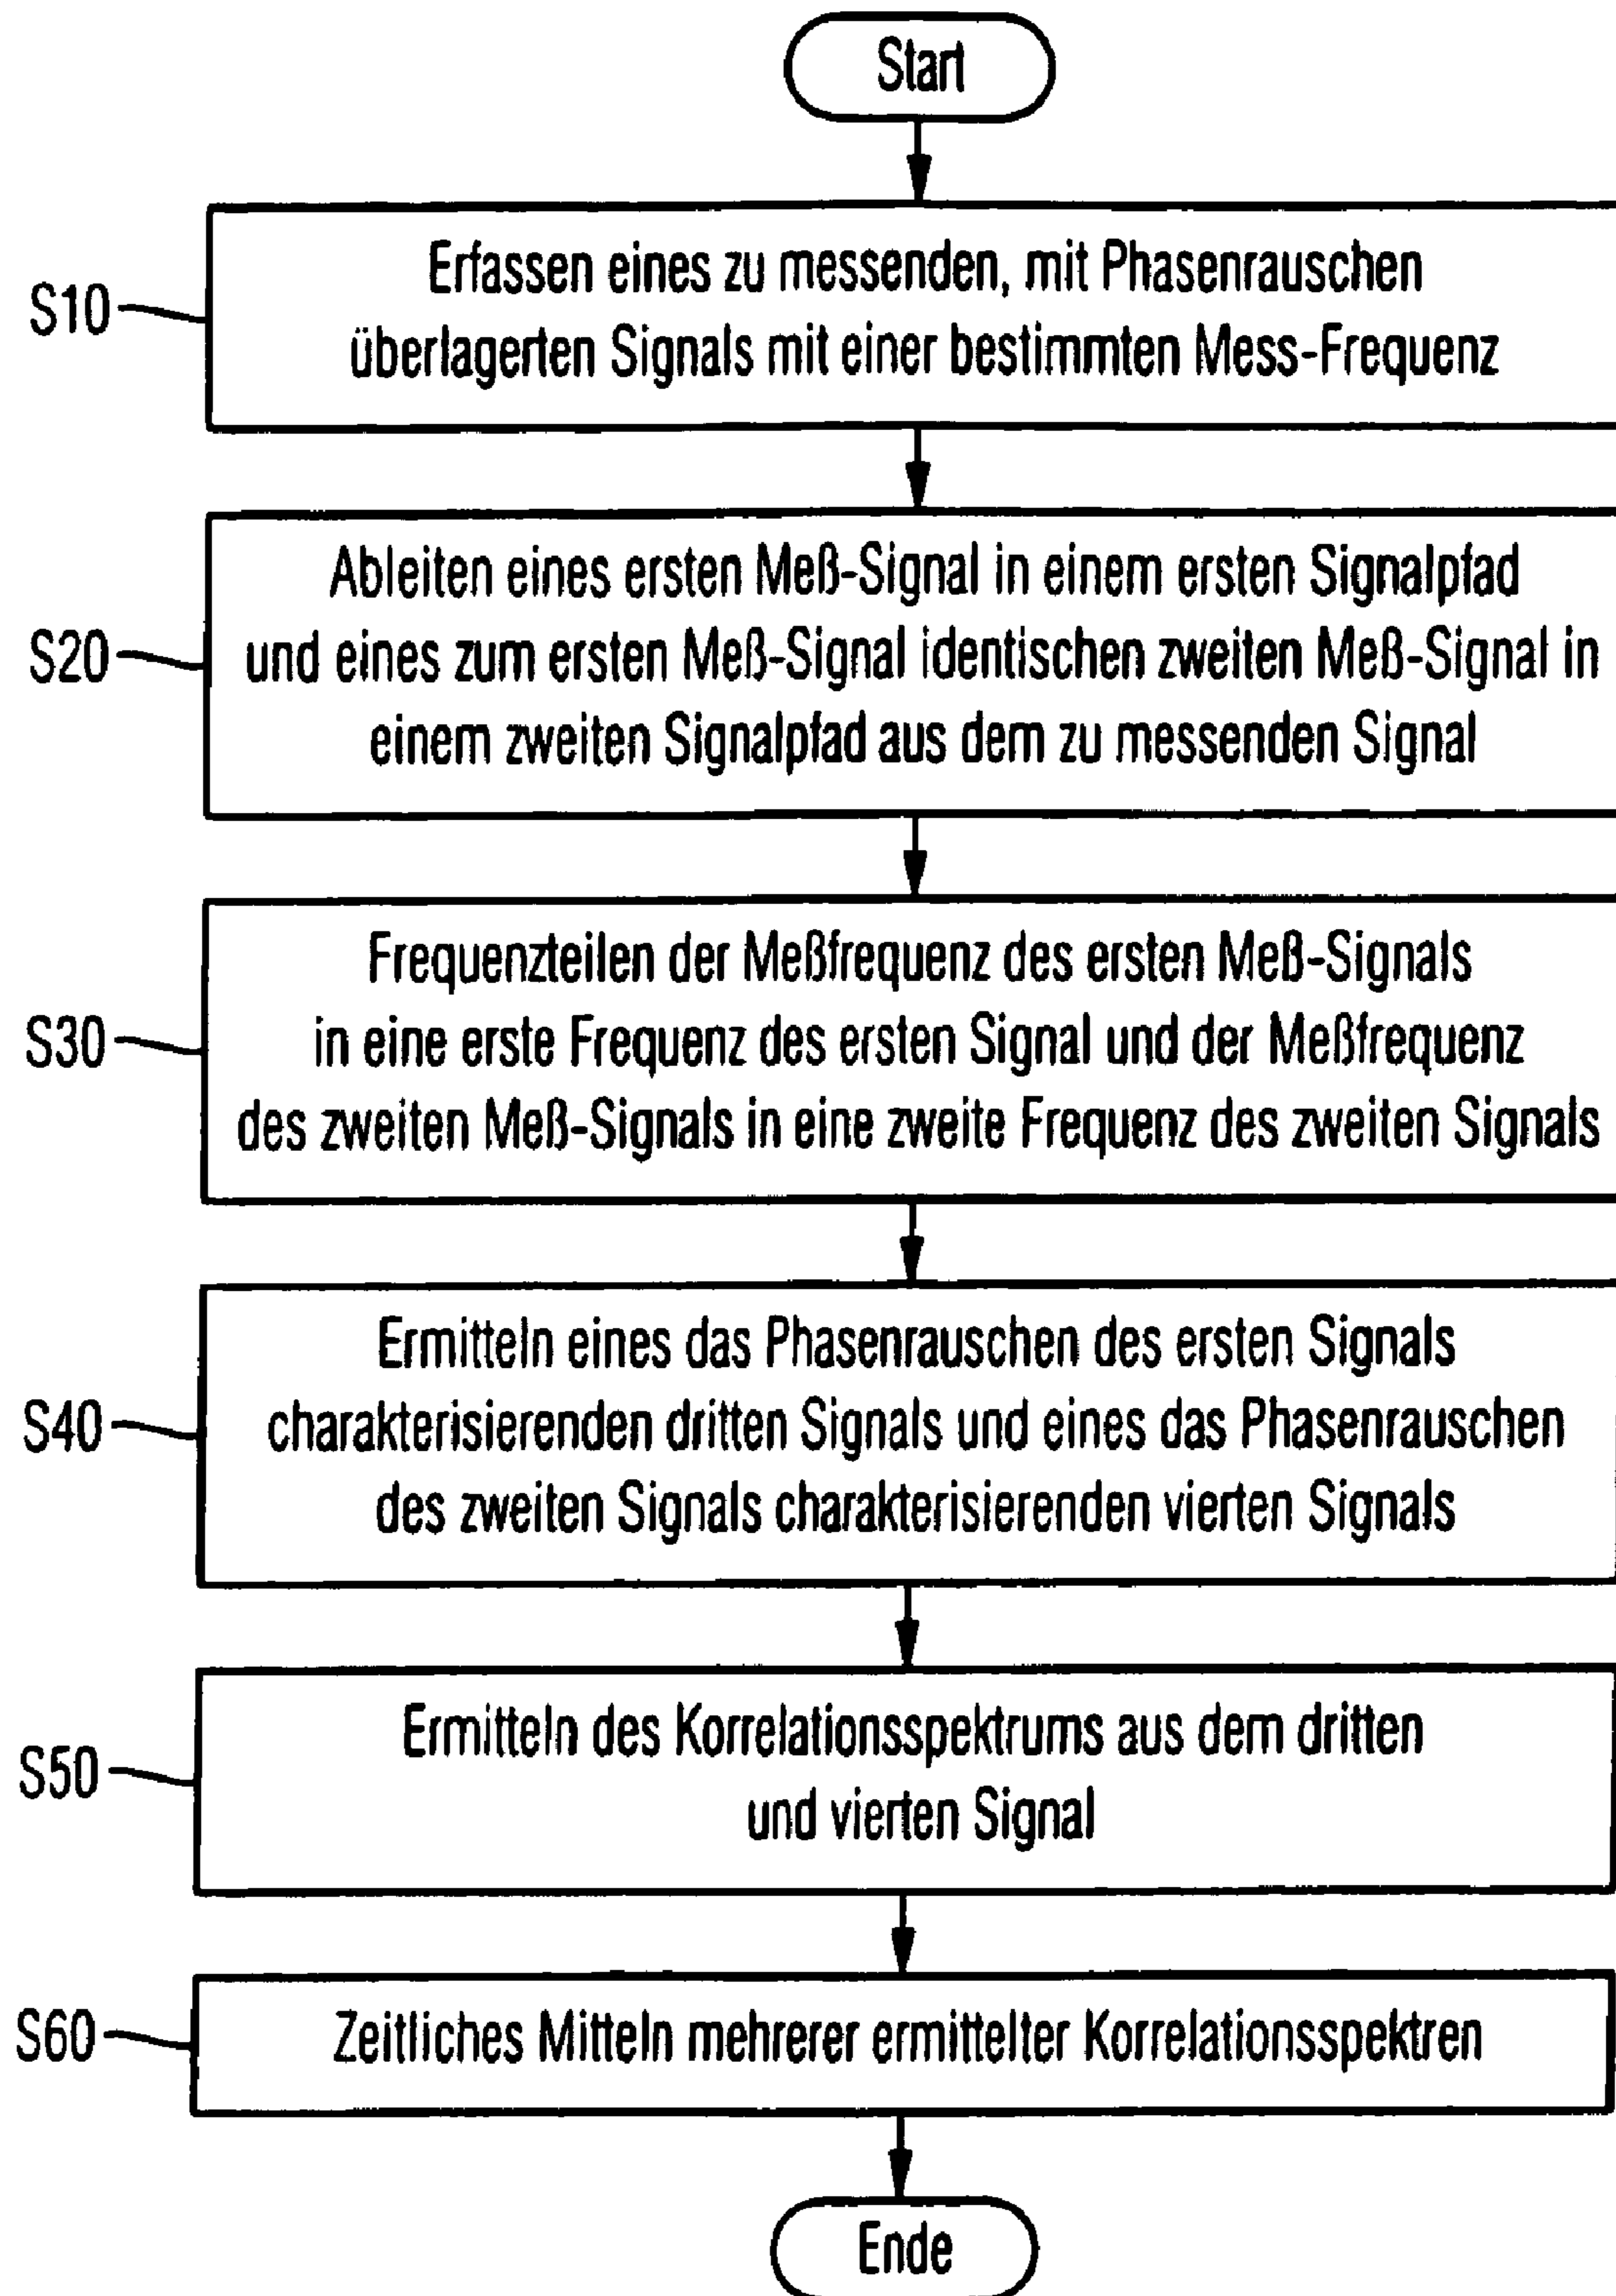 Start
S10
Erfassen eines zu messenden, mit Phasenrauschen
überlagerten Signals mit einer bestimmten Mess-Frequenz
S20
Ableiten eines ersten Meß-Signal in einem ersten Signalpfad
und eines zum ersten Meß-Signal identischen zweiten Meß-Signal in
einem zweiten Signalpfad aus dem zu messenden Signal
S30
Frequenzteilen der Meßfrequenz des ersten Meß-Signals
in eine erste Frequenz des ersten Signal und der Meßfrequenz
des zweiten Meß-Signals in eine zweite Frequenz des zweiten Signals
S40
Ermitteln eines das Phasenrauschen des ersten Signals
charakterisierenden dritten Signals und eines das Phasenrauschen
des zweiten Signals charakterisierenden vierten Signals
S50
Ermitteln des Korrelationsspektrums aus dem dritten
und vierten Signal
S60
Zeitliches Mitteln mehrerer ermittelter Korrelationsspektren
Ende